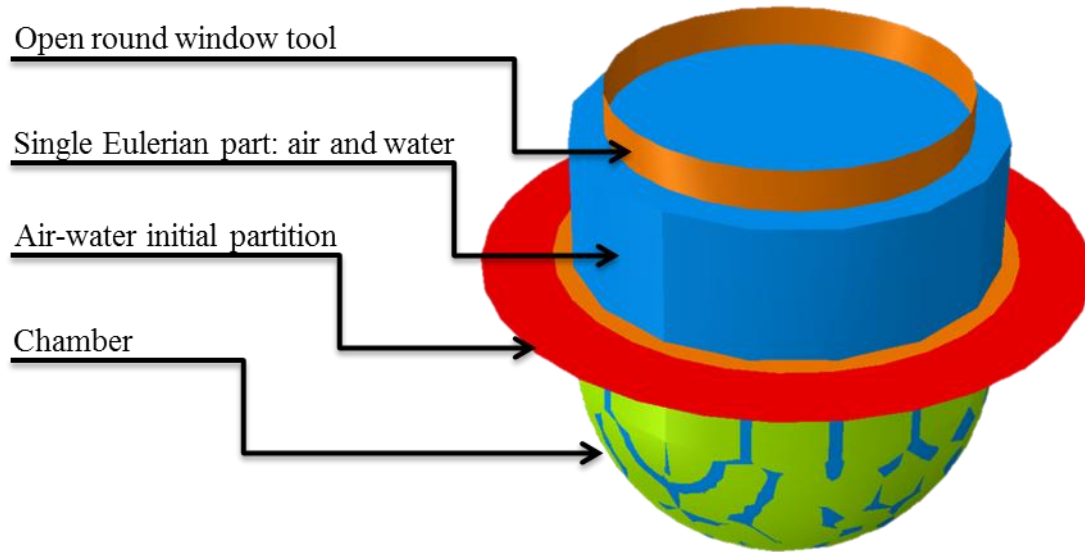 Open round window tool
Single Eulerian part: air and water
Air-water initial partition
Chamber